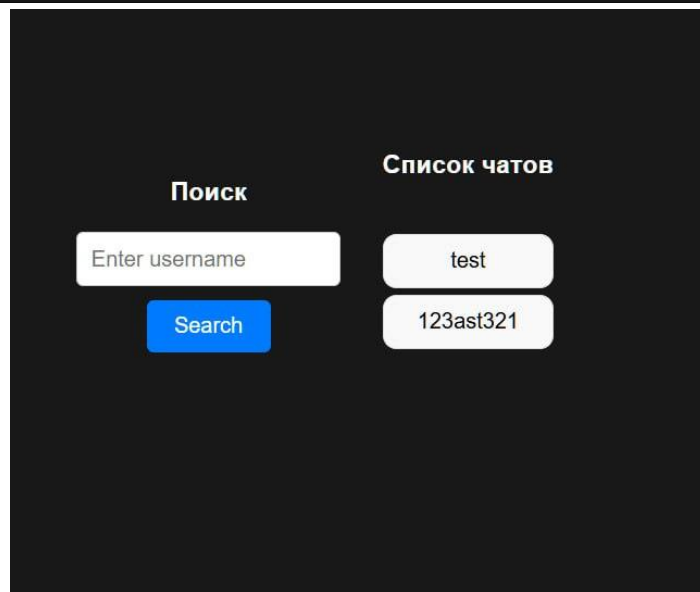 Поиск
Enter username
Search
Список чатов
test
123ast321